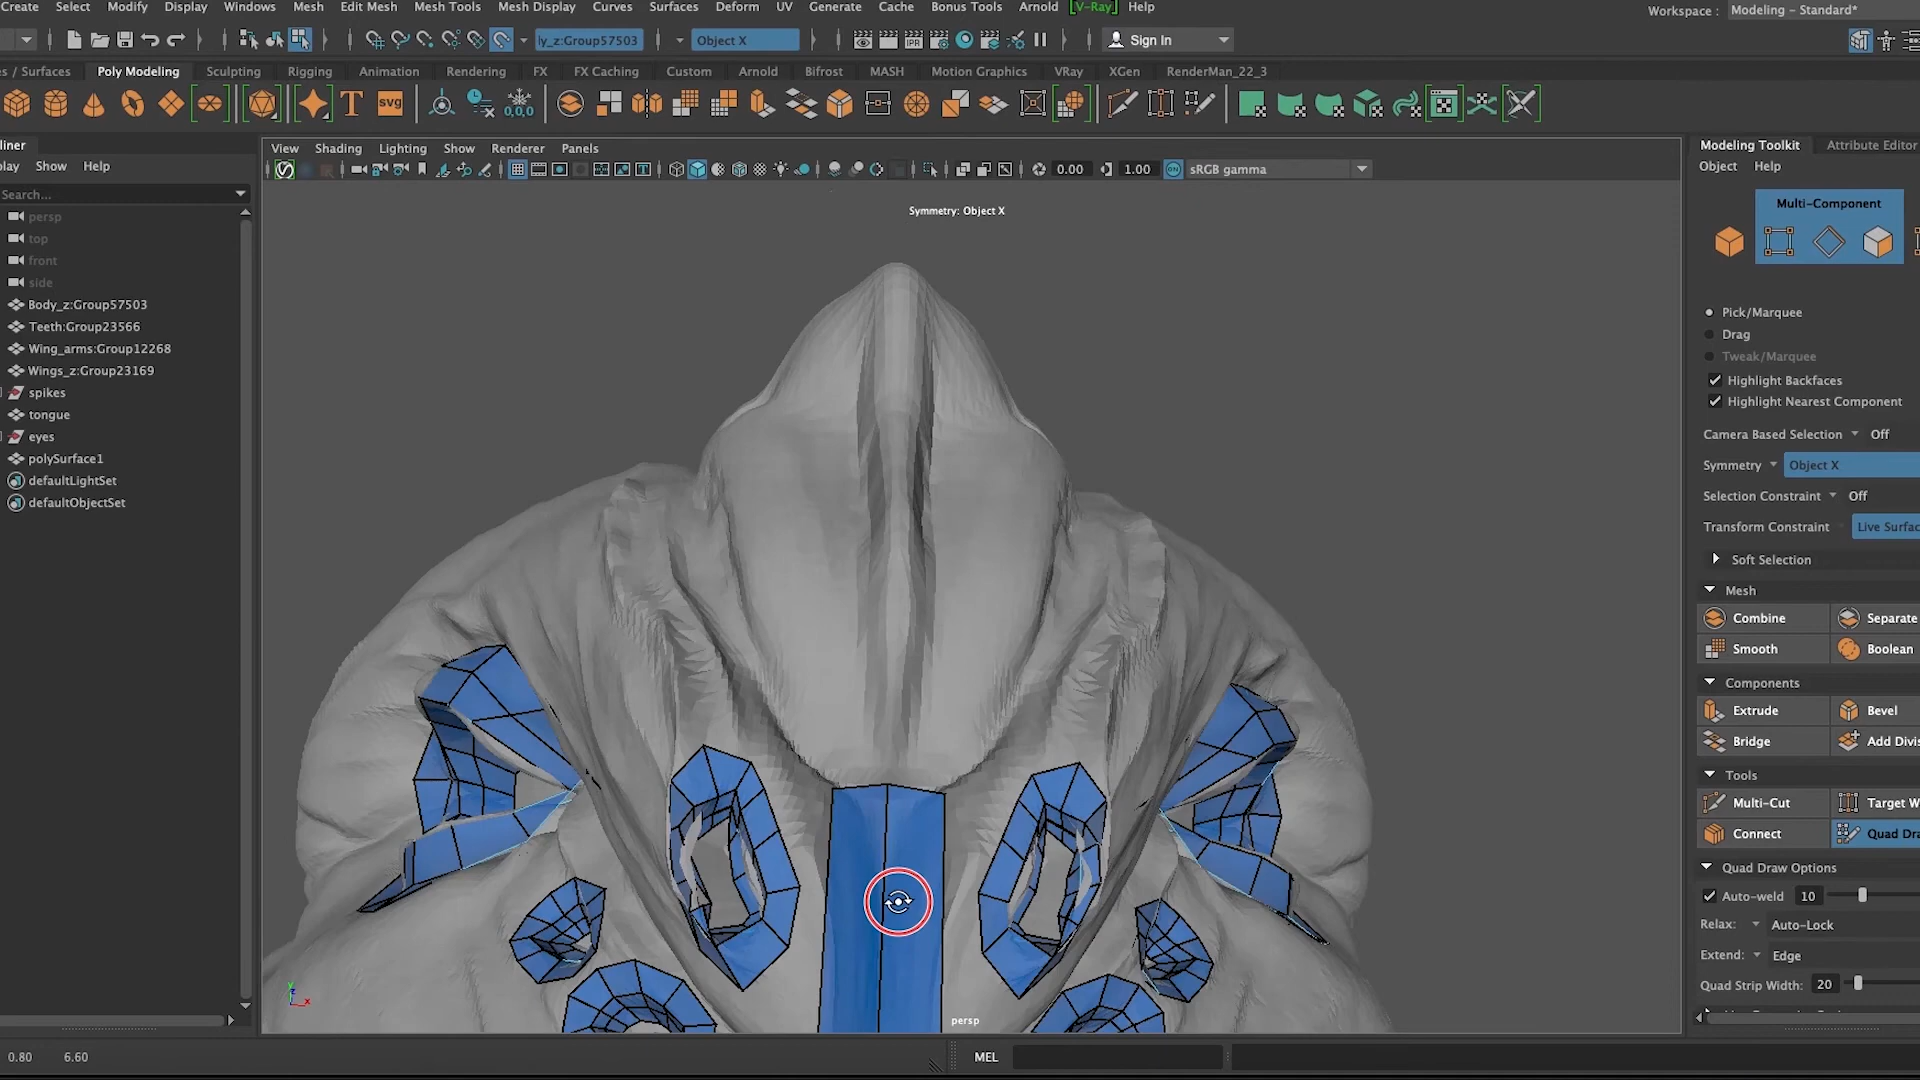 Create Select Modify Display Windows Mesh Edit Mesh Mesh Tools Mesh Display Curves Surfaces Deform UV Generate Cache Bonus Tools Arnold [V-Ray] Help
Workspace : Modeling - Standard*
ly_z:Group57503 Object X Sign In
s / Surfaces Poly Modeling Sculpting Rigging Animation Rendering FX FX Caching Custom Arnold Bifrost MASH Motion Graphics VRay XGen RenderMan_22_3
IPR
T svg 0,0,0
liner
play Show Help
Search...
persp
top
front
side
Body_z:Group57503
Teeth:Group23566
Wing_arms:Group12268
Wings_z:Group23169
spikes
tongue
eyes
polySurface1
defaultLightSet
defaultObjectSet
View Shading Lighting Show Renderer Panels
0.00 1.00 ON sRGB gamma
Symmetry: Object X
persp
y
z
x
Modeling Toolkit Attribute Editor
Object Help
Multi-Component
Pick/Marquee
Drag
Tweak/Marquee
Highlight Backfaces
Highlight Nearest Component
Camera Based Selection Off
Symmetry Object X
Selection Constraint Off
Transform Constraint Live Surfac
Soft Selection
Mesh
Combine Separate
Smooth Boolean
Components
Extrude Bevel
Bridge Add Divis
Tools
Multi-Cut Target W
Connect Quad Dra
Quad Draw Options
Auto-weld 10
Relax: Auto-Lock
Extend: Edge
Quad Strip Width: 20
0.80 6.60 MEL